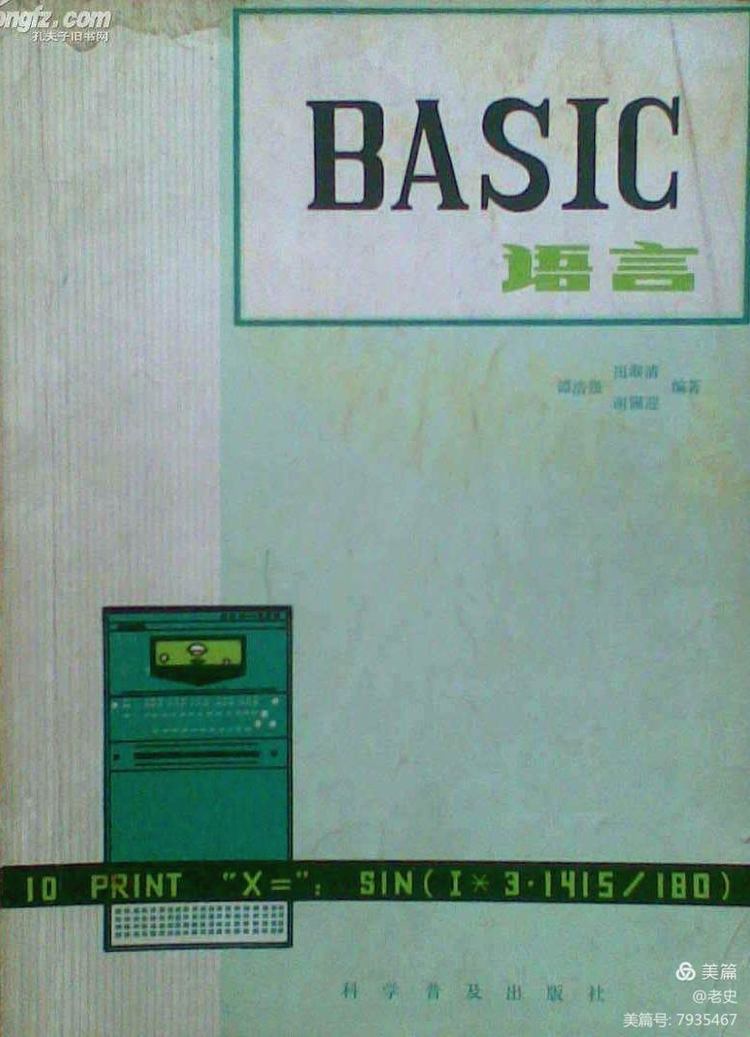 ongfz.com
孔夫子旧书网
BASIC
语言
田淑清
谭浩强 编著
谢锡迎
10 PRINT "X="; SIN(I*3.1415/180)
科学普及出版社
美篇
@老史
美篇号: 7935467